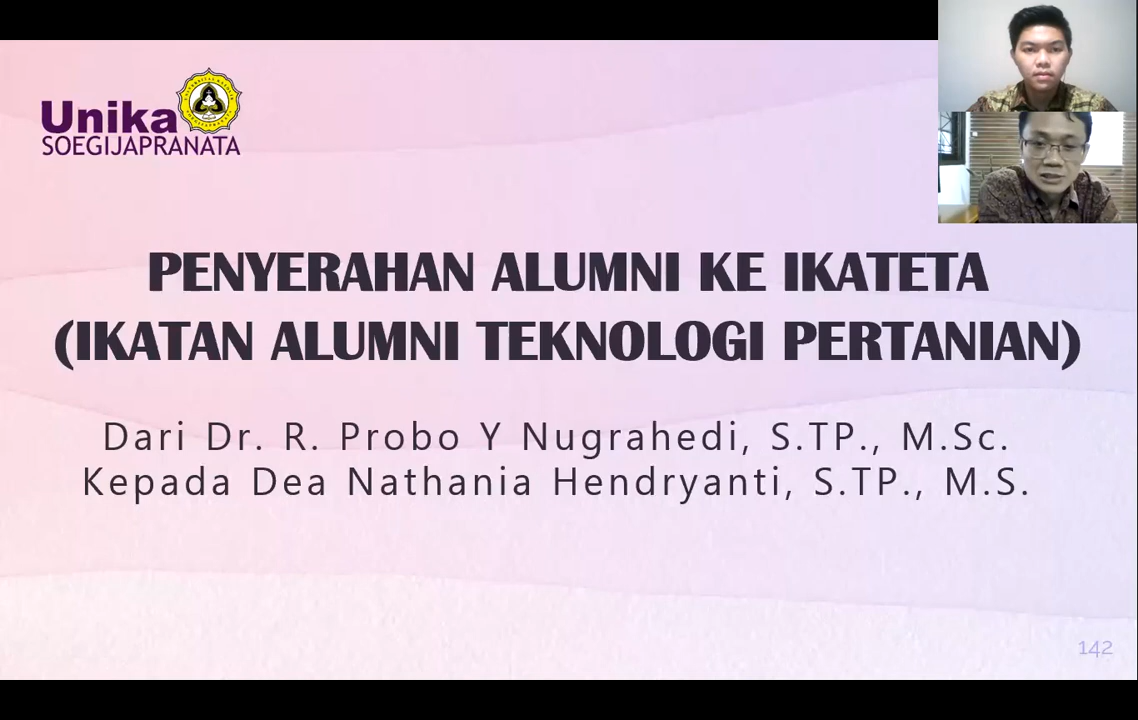 Unika
SOEGIJAPRANATA
PENYERAHAN ALUMNI KE IKATETA
(IKATAN ALUMNI TEKNOLOGI PERTANIAN)
Dari Dr. R. Probo Y Nugrahedi, S.TP., M.Sc.
Kepada Dea Nathania Hendryanti, S.TP., M.S.
142